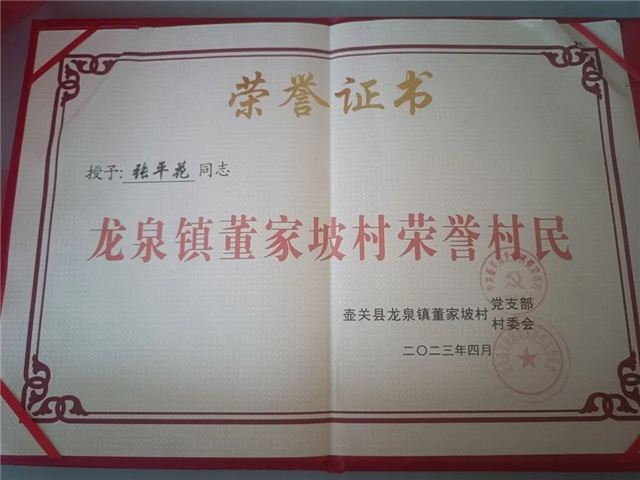 荣誉证书
授予:张平花同志
龙泉镇董家坡村荣誉村民
壶关县龙泉镇董家坡村党支部
村委会
二〇二三年四月